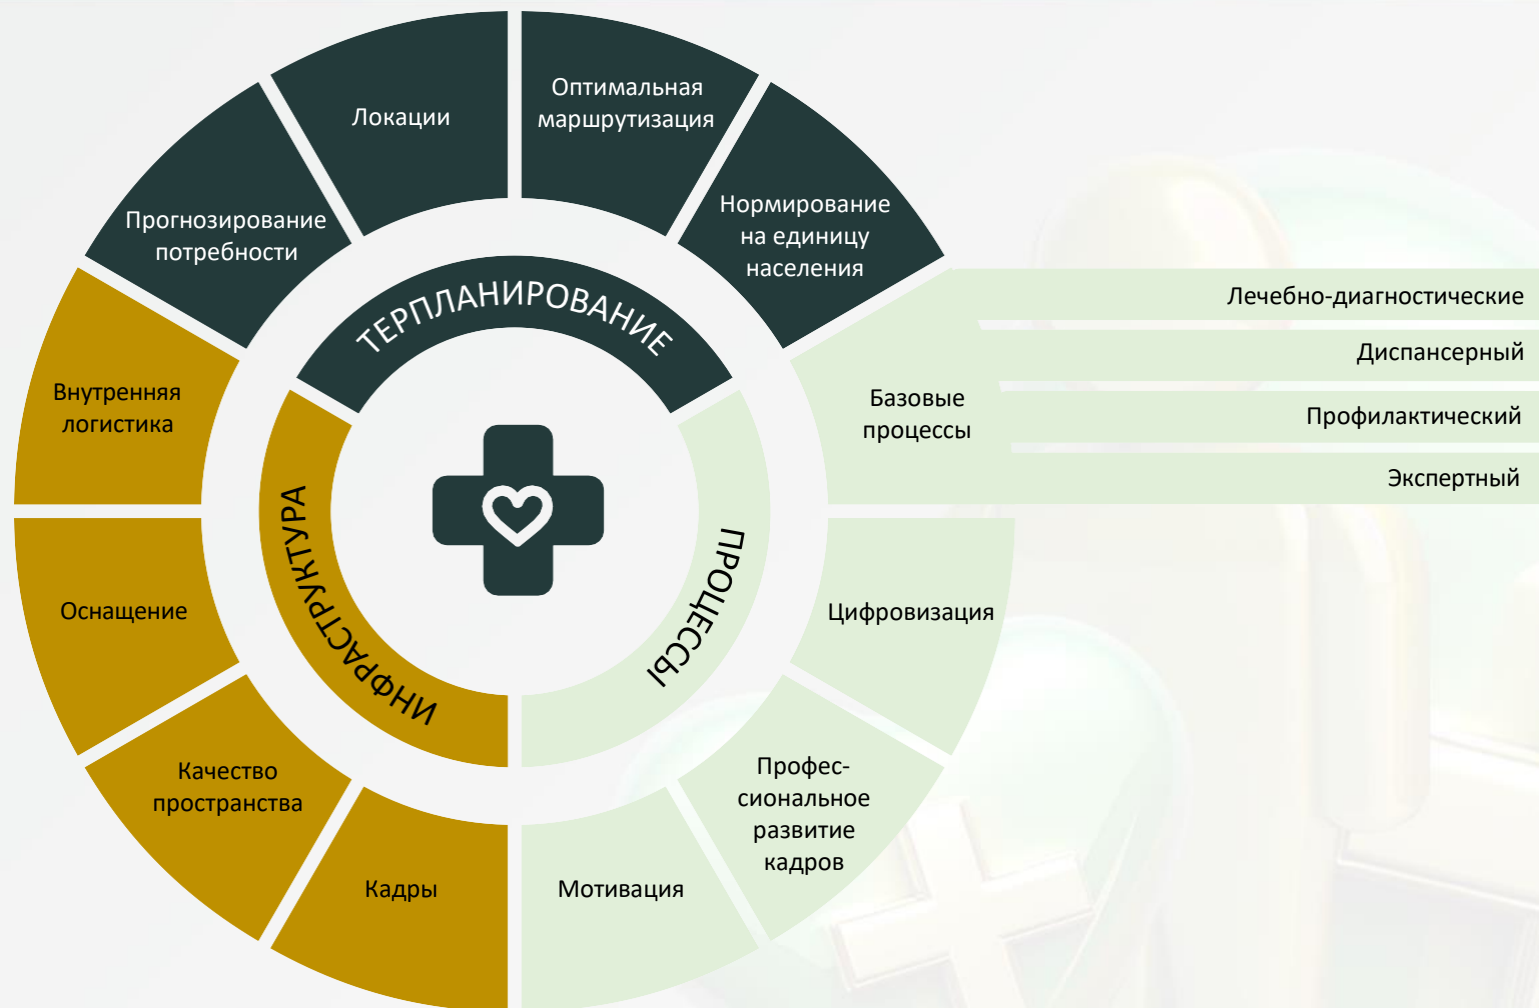 Оптимальная
маршрутизация
Локации
Нормирование
на единицу
населения
Прогнозирование
потребности
ТЕРПЛАНИРОВАНИЕ
Лечебно-диагностические
Диспансерный
Профилактический
Экспертный
Базовые
процессы
Внутренняя
логистика
ИНФРАСТРУКТУРА
ПРОЦЕССЫ
Оснащение
Цифровизация
Качество
пространства
Профес-
сиональное
развитие
кадров
Кадры
Мотивация